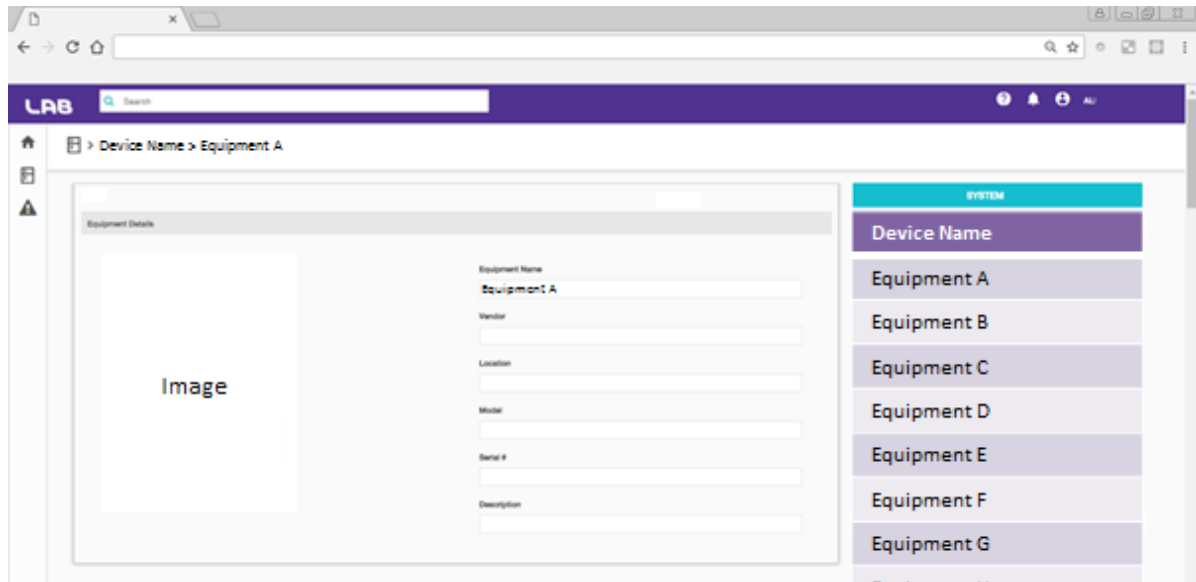 LAB
Search
ALI
> Device Name > Equipment A
Equipment Details
Image
Equipment Name
Equipment A
Vendor
Location
Model
Serial #
Description
SYSTEM
Device Name
Equipment A
Equipment B
Equipment C
Equipment D
Equipment E
Equipment F
Equipment G